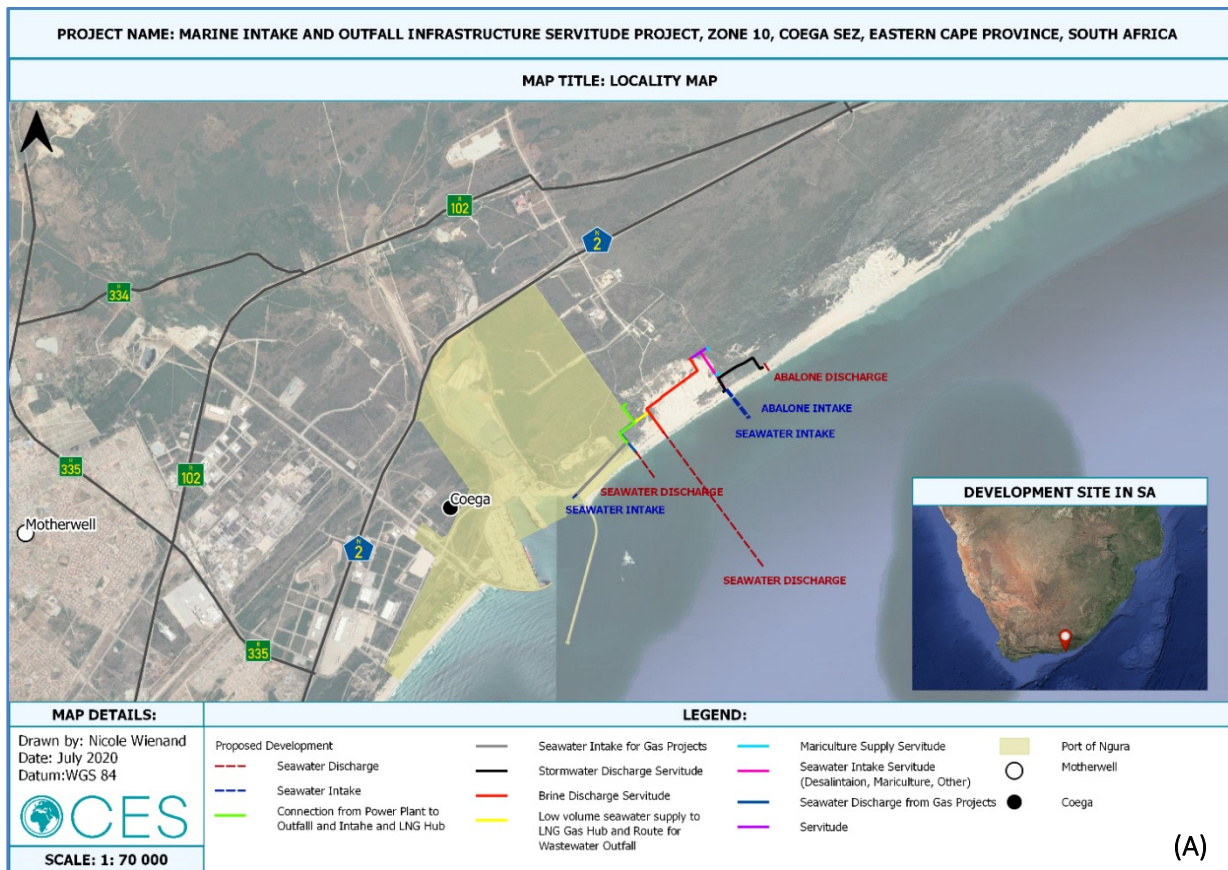 PROJECT NAME: MARINE INTAKE AND OUTFALL INFRASTRUCTURE SERVITUDE PROJECT, ZONE 10, COEGA SEZ, EASTERN CAPE PROVINCE, SOUTH AFRICA
MAP TITLE: LOCALITY MAP
R
102
N
2
R
334
ABALONE DISCHARGE
ABALONE INTAKE
SEAWATER INTAKE
R
335
R
102
SEAWATER DISCHARGE
SEAWATER INTAKE
Coega
Motherwell
N
2
SEAWATER DISCHARGE
R
335
DEVELOPMENT SITE IN SA
MAP DETAILS:
Drawn by: Nicole Wienand
Date: July 2020
Datum:WGS 84
CES
SCALE: 1: 70 000
LEGEND:
Proposed Development
Seawater Discharge
Seawater Intake
Connection from Power Plant to
Outfall and Intahe and LNG Hub
Seawater Intake for Gas Projects
Stormwater Discharge Servitude
Brine Discharge Servitude
Low volume seawater supply to
LNG Gas Hub and Route for
Wastewater Outfall
Mariculture Supply Servitude
Seawater Intake Servitude
(Desalintaion, Mariculture, Other)
Seawater Discharge from Gas Projects
Servitude
Port of Ngura
Motherwell
Coega
(A)